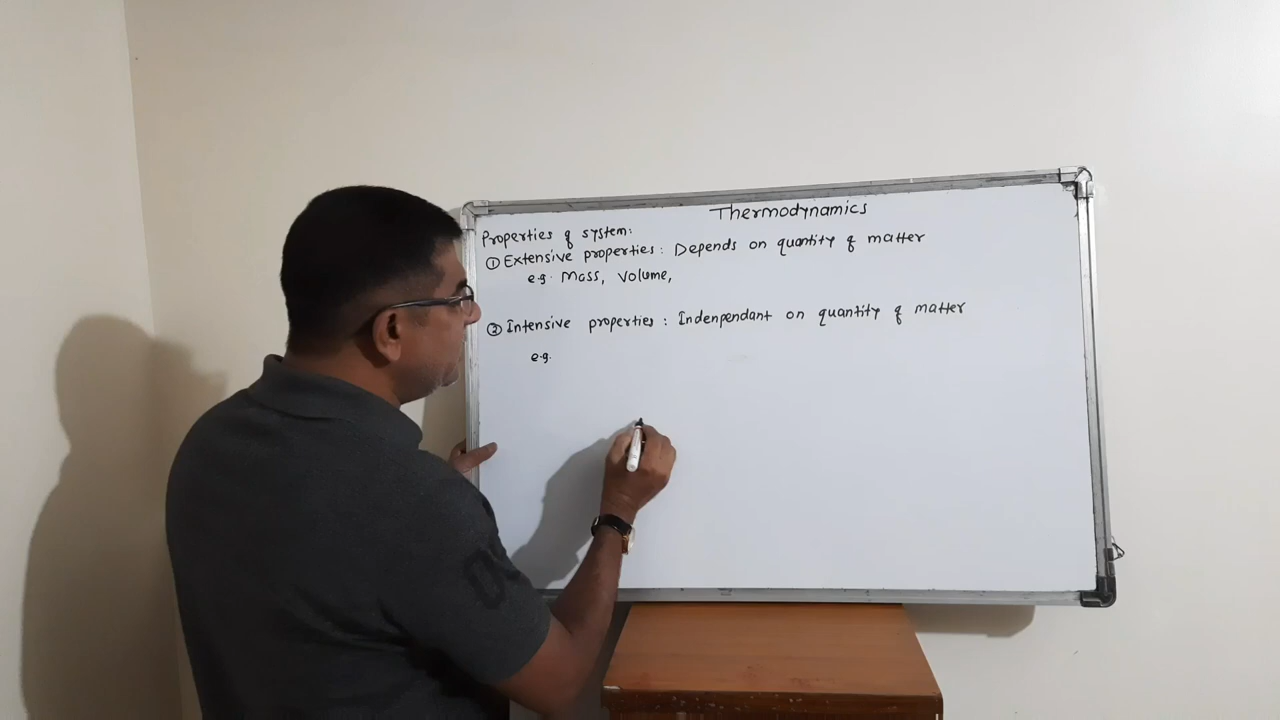 Thermodynamics
Properties of system:
① Extensive properties: Depends on quantity of matter
e.g. Mass, Volume,
② Intensive properties: Indenpendant on quantity of matter
e.g.